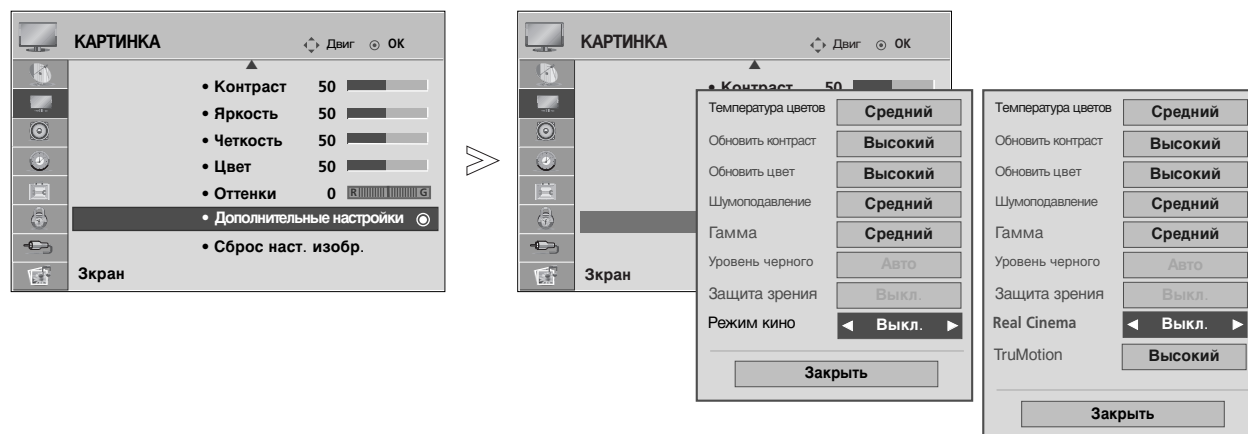 КАРТИНКА
Двиг
OK
• Контраст 50
• Яркость 50
• Четкость 50
• Цвет 50
• Оттенки 0 R G
• Дополнительные настройки
• Сброс наст. изобр.
Зкран
КАРТИНКА
Двиг
OK
• Контраст 50
Зкран
Температура цветов Средний
Обновить контраст Высокий
Обновить цвет Высокий
Шумоподавление Средний
Гамма Средний
Уровень черного Авто
Защита зрения Выкл.
Режим кино ◀ Выкл. ▶
Закрыть
Температура цветов Средний
Обновить контраст Высокий
Обновить цвет Высокий
Шумоподавление Средний
Гамма Средний
Уровень черного Авто
Защита зрения Выкл.
Real Cinema ◀ Выкл. ▶
TruMotion Высокий
Закрыть